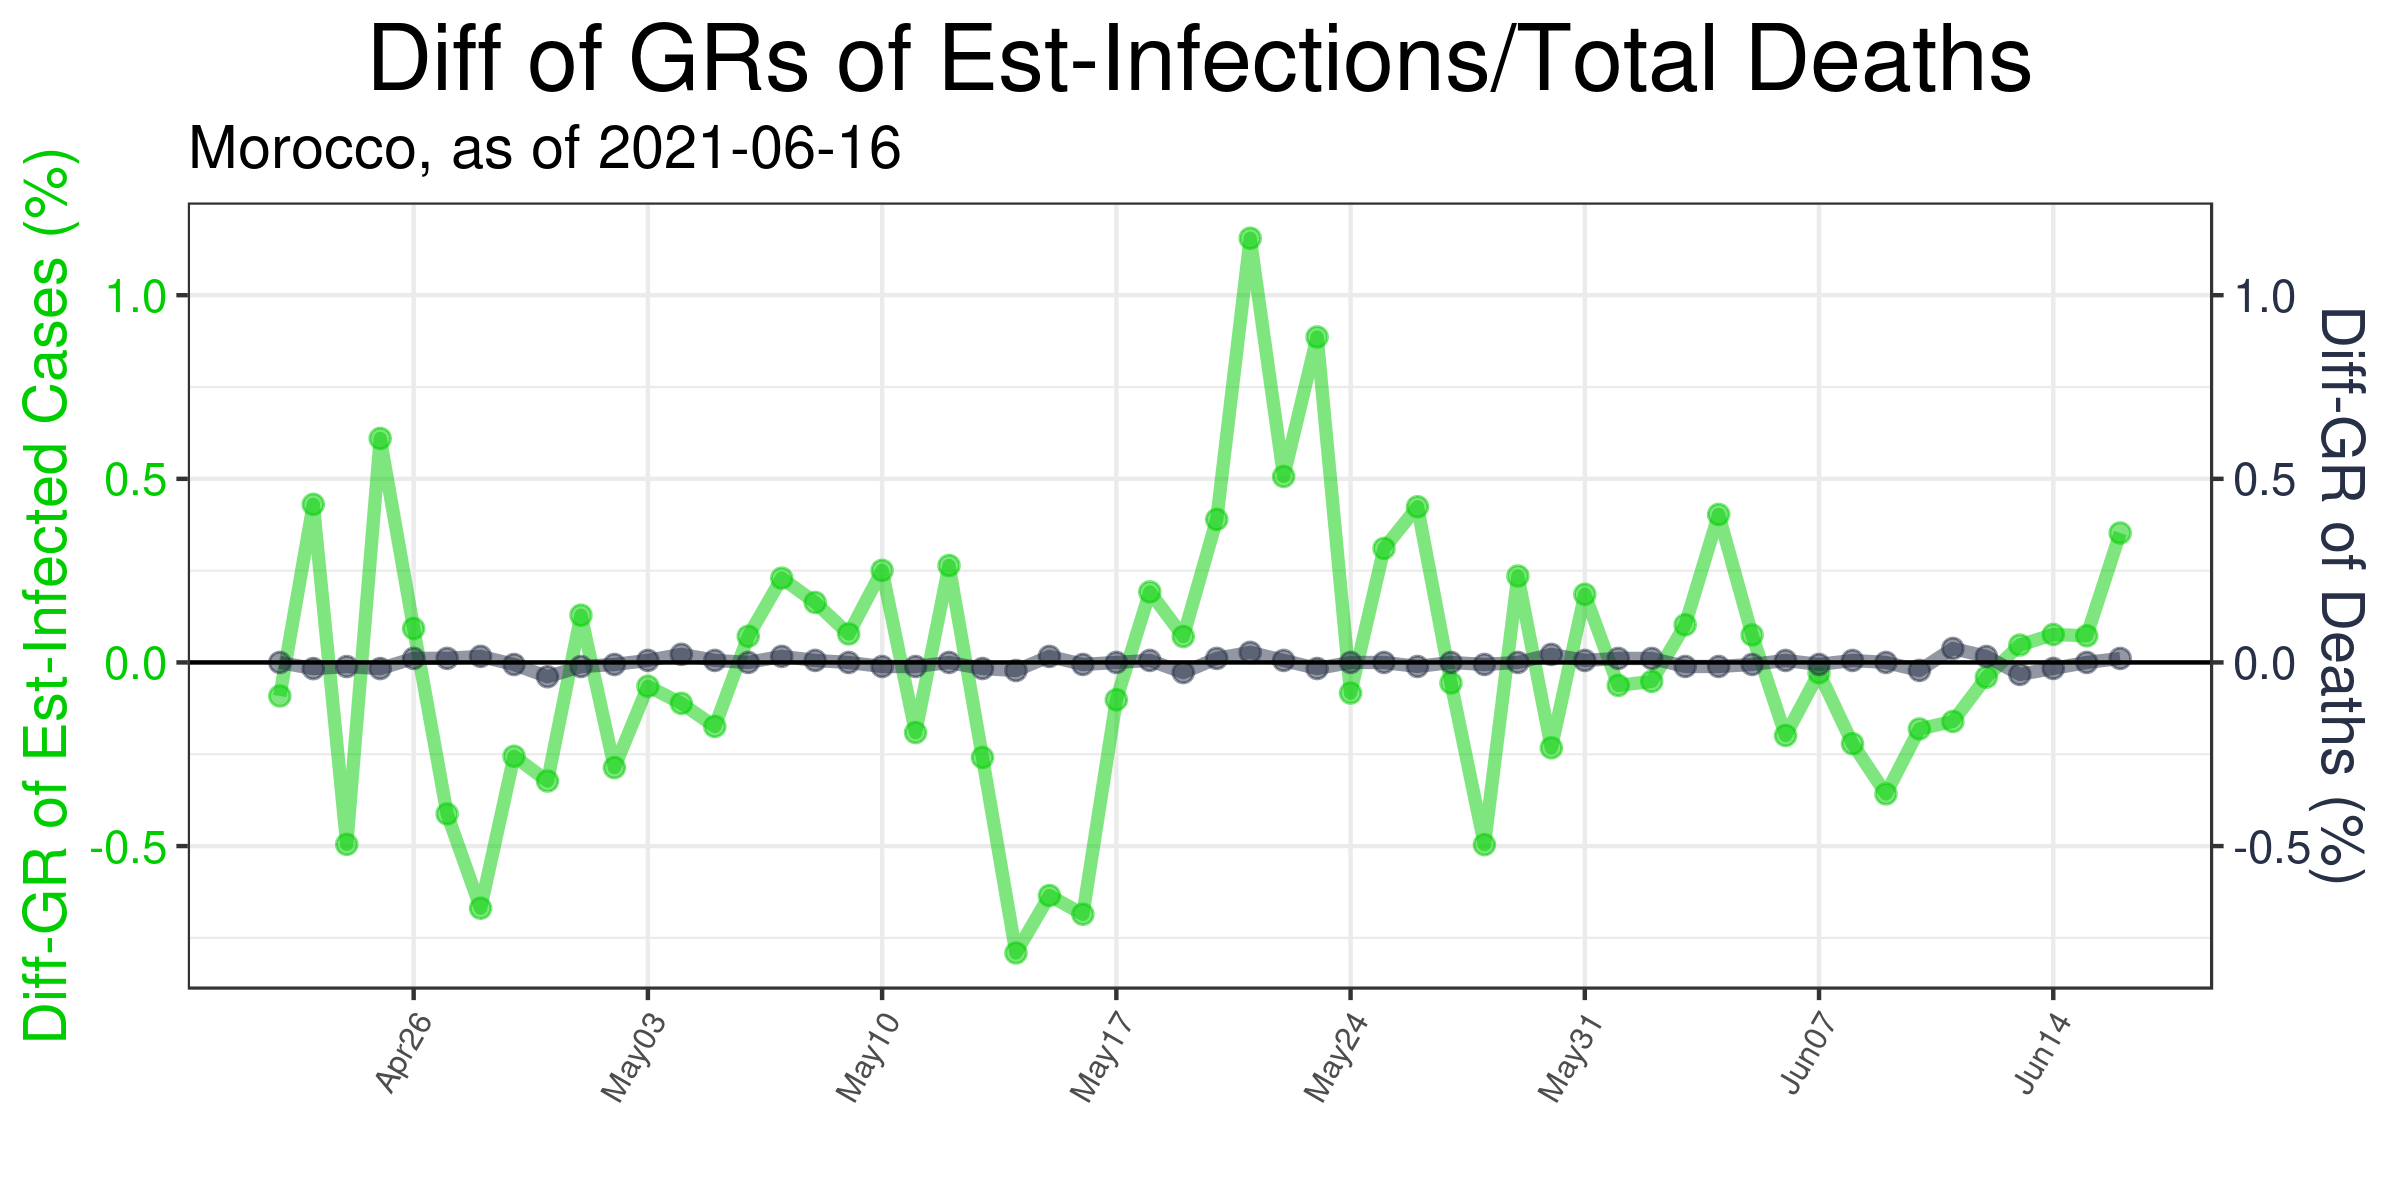 Diff of GRs of Est-Infections/Total Deaths
Morocco, as of 2021-06-16
Diff-GR of Est-Infected Cases (%)
1.0
0.5
0.0
-0.5
1.0
0.5
0.0
-0.5
Diff-GR of Deaths (%)
Apr26
May03
May10
May17
May24
May31
Jun07
Jun14